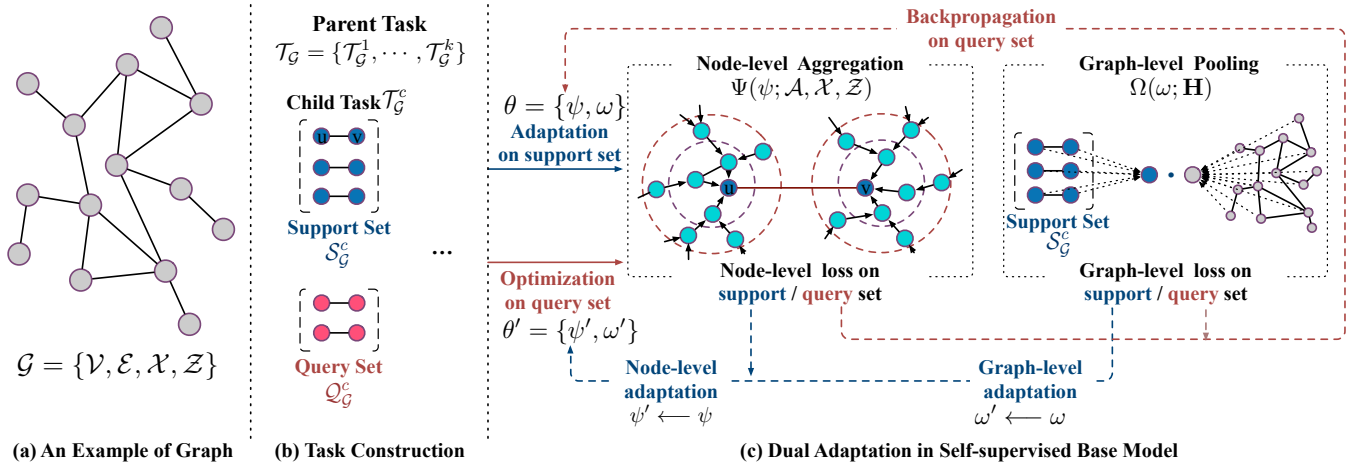 𝒢 = {𝒱, ℰ, 𝒳, 𝒵}
(a) An Example of Graph
Parent Task
𝒯_𝒢 = {𝒯_𝒢^1, ⋯, 𝒯_𝒢^k}
Child Task 𝒯_𝒢^c
u v
Support Set
𝒮_𝒢^c
...
Query Set
𝒬_𝒢^c
(b) Task Construction
Backpropagation
on query set
θ = {ψ, ω}
Adaptation
on support set
Optimization
on query set
θ′ = {ψ′, ω′}
Node-level Aggregation
Ψ(ψ; 𝒜, 𝒳, 𝒵)
u v
Node-level loss on
support / query set
Graph-level Pooling
Ω(ω; H)
Support Set
𝒮_𝒢^c
Graph-level loss on
support / query set
Node-level
adaptation
ψ′ ⟵ ψ
Graph-level
adaptation
ω′ ⟵ ω
(c) Dual Adaptation in Self-supervised Base Model